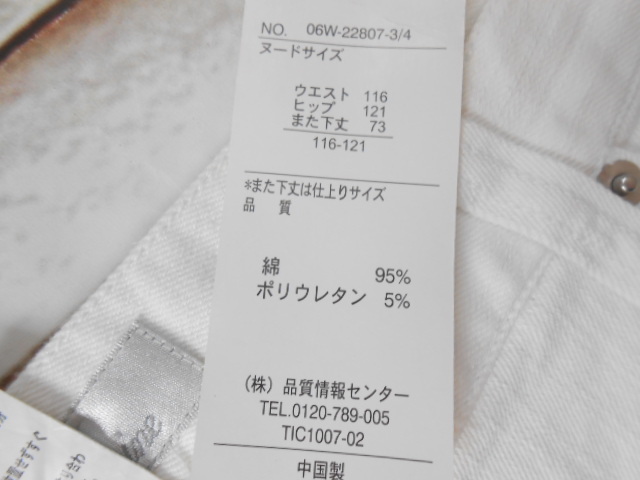 NO. 06W-22807-3/4
ヌードサイズ
ウエスト 116
ヒップ 121
また下丈 73
116-121
*また下丈は仕上りサイズ
品 質
綿 95%
ポリウレタン 5%
(株) 品質情報センター
TEL.0120-789-005
TIC1007-02
中国製